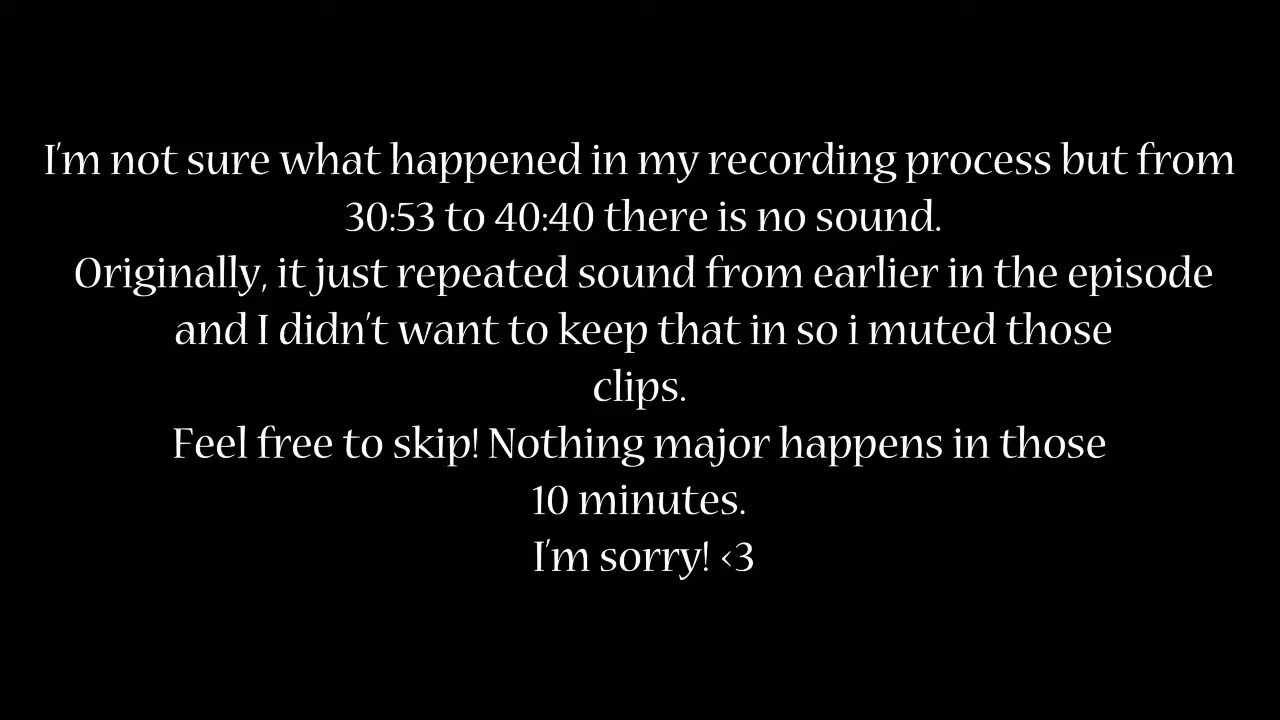 I'm not sure what happened in my recording process but from
30:53 to 40:40 there is no sound.
Originally, it just repeated sound from earlier in the episode
and I didn't want to keep that in so i muted those
clips.
Feel free to skip! Nothing major happens in those
10 minutes.
I'm sorry! <3